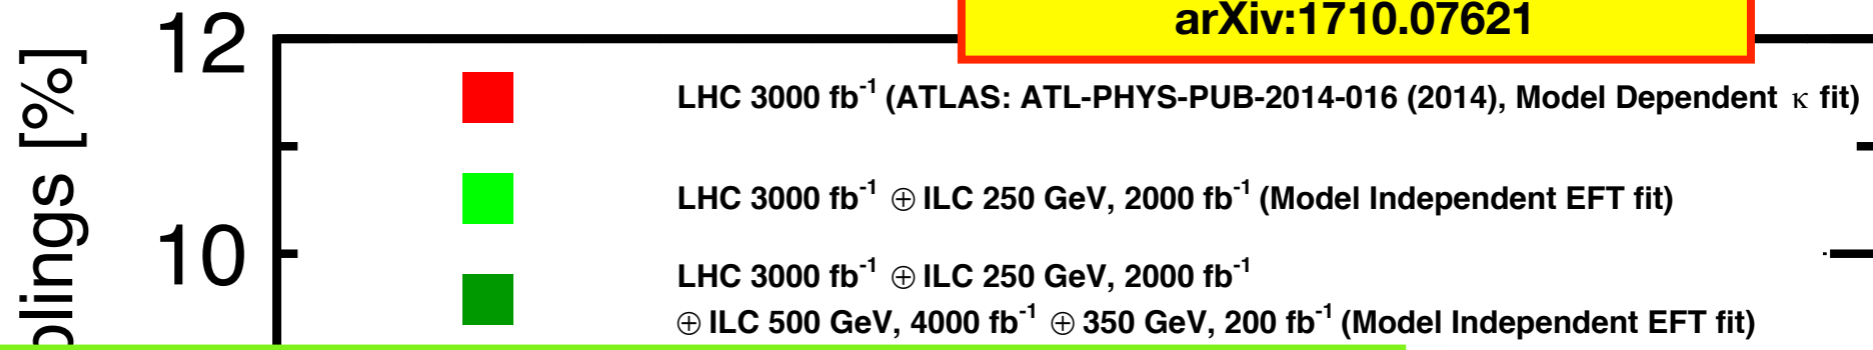 arXiv:1710.07621
12
LHC 3000 fb⁻¹ (ATLAS: ATL-PHYS-PUB-2014-016 (2014), Model Dependent κ fit)
LHC 3000 fb⁻¹ ⊕ ILC 250 GeV, 2000 fb⁻¹ (Model Independent EFT fit)
10
LHC 3000 fb⁻¹ ⊕ ILC 250 GeV, 2000 fb⁻¹
⊕ ILC 500 GeV, 4000 fb⁻¹ ⊕ 350 GeV, 200 fb⁻¹ (Model Independent EFT fit)
[%]